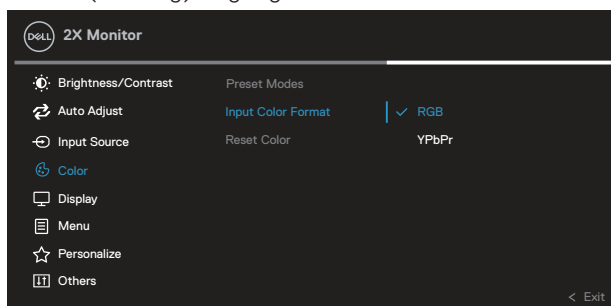 DELL 2X Monitor
Brightness/Contrast Preset Modes
Auto Adjust Input Color Format RGB
Input Source Reset Color YPbPr
Color
Display
Menu
Personalize
Others
< Exit